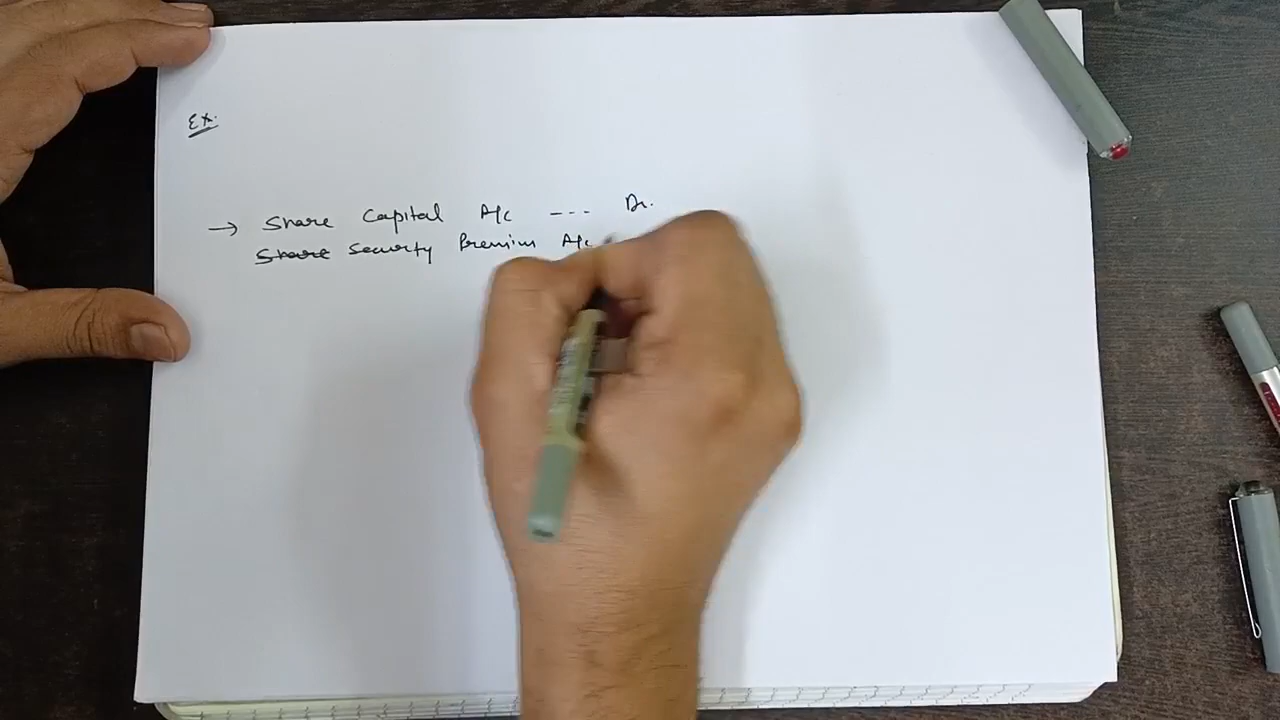 Ex.
→ Share Capital A/c --- Dr.
Share Security Premium A/c